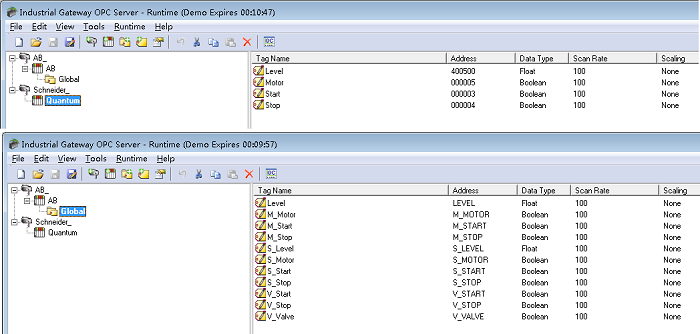 Industrial Gateway OPC Server - Runtime (Demo Expires 00:10:47)
File Edit View Tools Runtime Help
AB_
AB
Global
Schneider_
Quantum
Tag Name Address Data Type Scan Rate Scaling
Level 400500 Float 100 None
Motor 000005 Boolean 100 None
Start 000003 Boolean 100 None
Stop 000004 Boolean 100 None
Industrial Gateway OPC Server - Runtime (Demo Expires 00:09:57)
File Edit View Tools Runtime Help
AB_
AB
Global
Schneider_
Quantum
Tag Name Address Data Type Scan Rate Scaling
Level LEVEL Float 100 None
M_Motor M_MOTOR Boolean 100 None
M_Start M_START Boolean 100 None
M_Stop M_STOP Boolean 100 None
S_Level S_LEVEL Float 100 None
S_Motor S_MOTOR Boolean 100 None
S_Start S_START Boolean 100 None
S_Stop S_STOP Boolean 100 None
V_Start V_START Boolean 100 None
V_Stop V_STOP Boolean 100 None
V_Valve V_VALVE Boolean 100 None